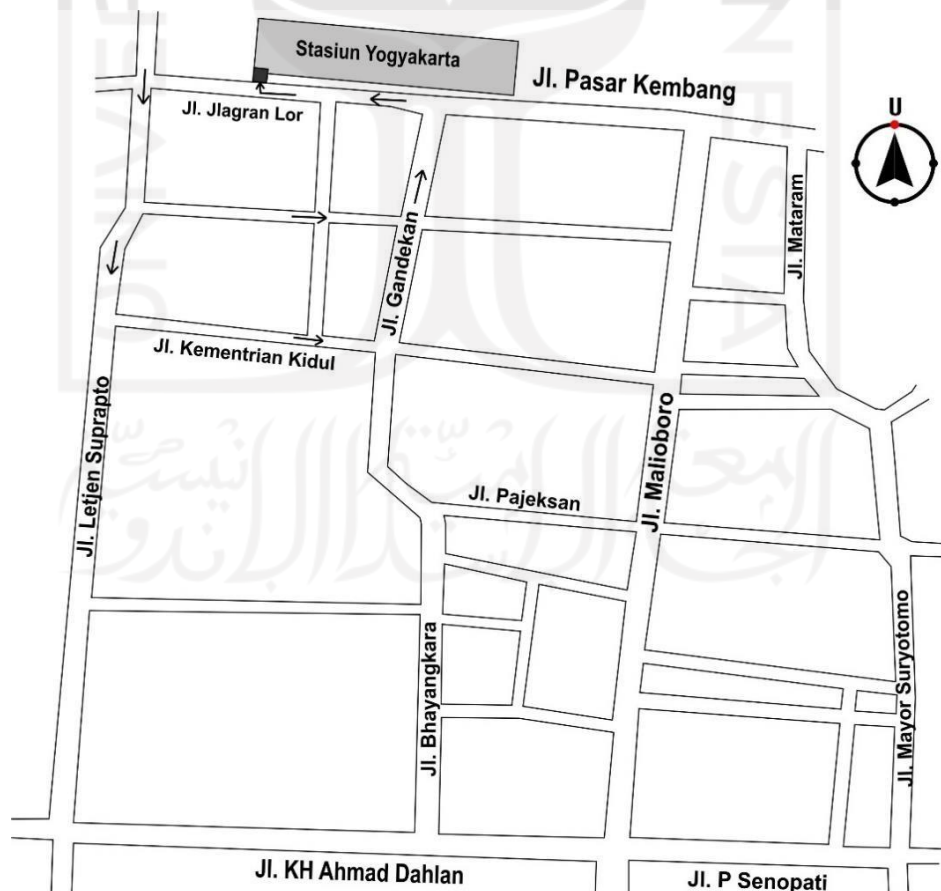 Stasiun Yogyakarta
Jl. Pasar Kembang
Jl. Jlagran Lor
U
Jl. Mataram
Jl. Gandekan
Jl. Kementrian Kidul
Jl. Letjen Suprapto
Jl. Malioboro
Jl. Pajeksan
Jl. Bhayangkara
Jl. Mayor Suryotomo
Jl. KH Ahmad Dahlan
Jl. P Senopati
NESIA